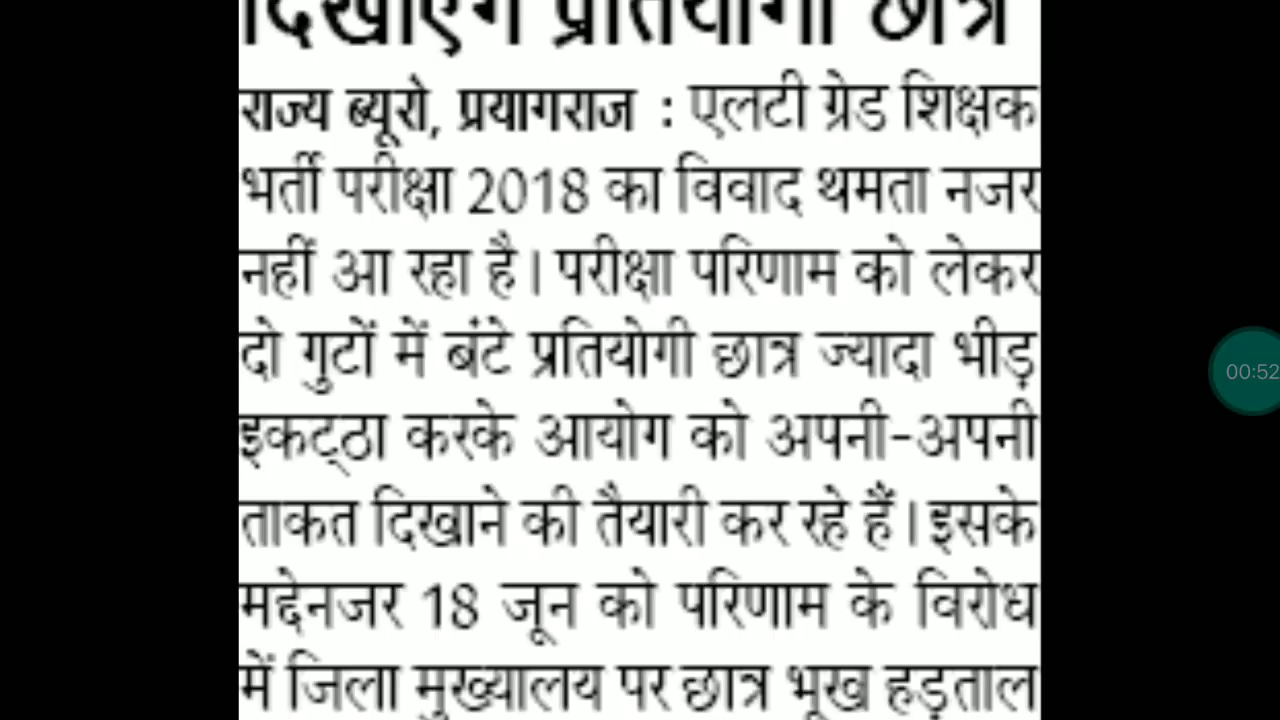 दिखाएंगे प्रतियोगी छात्र
राज्य ब्यूरो, प्रयागराज : एलटी ग्रेड शिक्षक
भर्ती परीक्षा 2018 का विवाद थमता नजर
नहीं आ रहा है। परीक्षा परिणाम को लेकर
दो गुटों में बंटे प्रतियोगी छात्र ज्यादा भीड़
इकट्ठा करके आयोग को अपनी-अपनी
ताकत दिखाने की तैयारी कर रहे हैं। इसके
मद्देनजर 18 जून को परिणाम के विरोध
में जिला मुख्यालय पर छात्र भूख हड़ताल
00:52